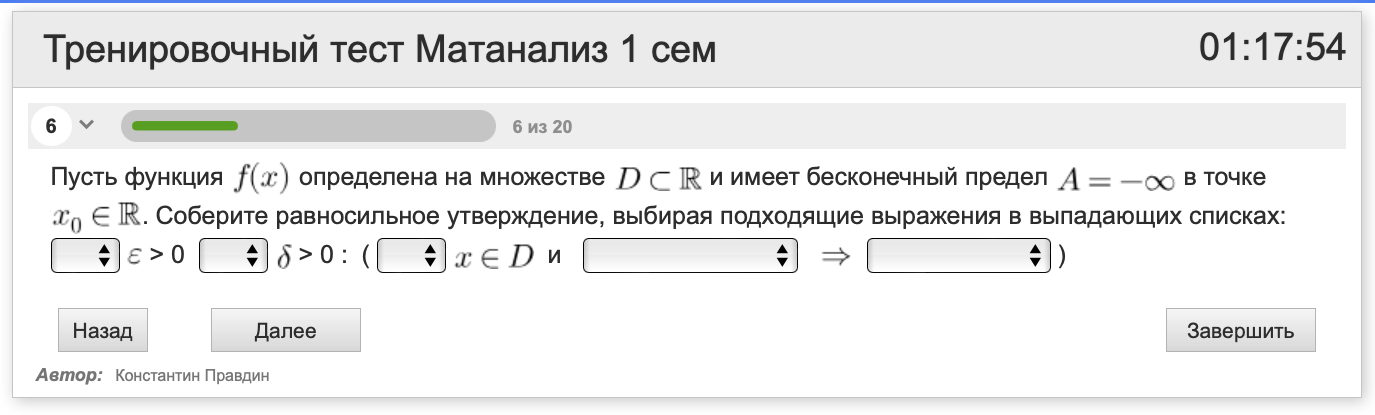 Тренировочный тест Матанализ 1 сем
01:17:54
6
6 из 20
Пусть функция f(x) определена на множестве D ⊂ ℝ и имеет бесконечный предел A = −∞ в точке
x₀ ∈ ℝ. Соберите равносильное утверждение, выбирая подходящие выражения в выпадающих списках:
ε > 0 δ > 0 : ( x ∈ D и ⇒ )
Назад Далее Завершить
Автор: Константин Правдин